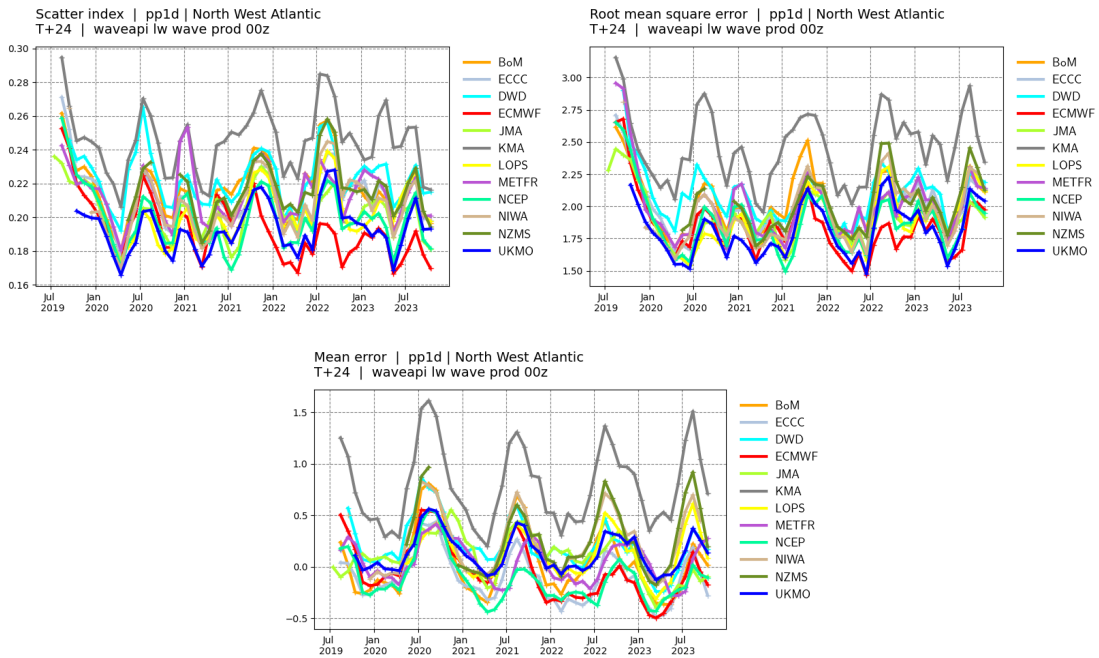 Scatter index | pp1d | North West Atlantic
T+24 | waveapi lw wave prod 00z
0.30
0.28
0.26
0.24
0.22
0.20
0.18
0.16
Jul
2019
Jan
2020
Jul
2020
Jan
2021
Jul
2021
Jan
2022
Jul
2022
Jan
2023
Jul
2023
BoM
ECCC
DWD
ECMWF
JMA
KMA
LOPS
METFR
NCEP
NIWA
NZMS
UKMO
Root mean square error | pp1d | North West Atlantic
T+24 | waveapi lw wave prod 00z
3.00
2.75
2.50
2.25
2.00
1.75
1.50
Jul
2019
Jan
2020
Jul
2020
Jan
2021
Jul
2021
Jan
2022
Jul
2022
Jan
2023
Jul
2023
BoM
ECCC
DWD
ECMWF
JMA
KMA
LOPS
METFR
NCEP
NIWA
NZMS
UKMO
Mean error | pp1d | North West Atlantic
T+24 | waveapi lw wave prod 00z
1.5
1.0
0.5
0.0
−0.5
Jul
2019
Jan
2020
Jul
2020
Jan
2021
Jul
2021
Jan
2022
Jul
2022
Jan
2023
Jul
2023
BoM
ECCC
DWD
ECMWF
JMA
KMA
LOPS
METFR
NCEP
NIWA
NZMS
UKMO